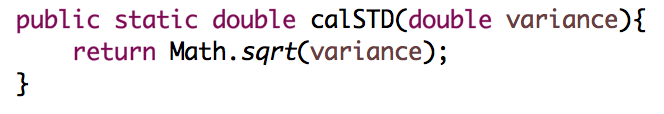 public static double calSTD(double variance){
    return Math.sqrt(variance);
}